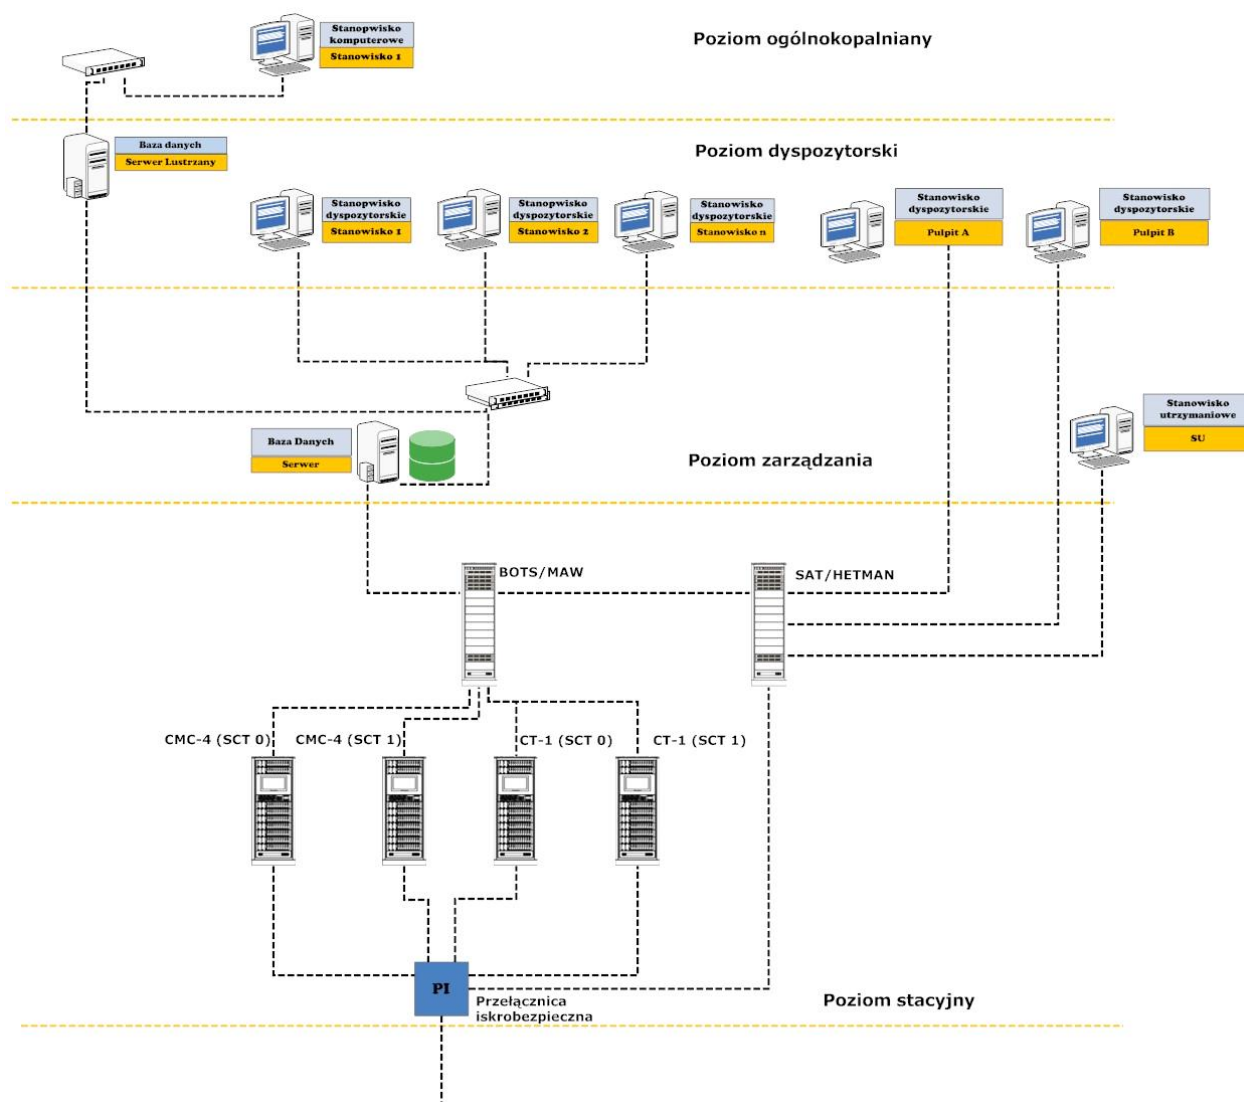 Stanopwisko
komputerowe
Stanowisko 1
Poziom ogólnokopalniany
Baza danych
Serwer Lustrzany
Poziom dyspozytorski
Stanopwisko
dyspozytorskie
Stanowisko 1
Stanopwisko
dyspozytorskie
Stanowisko 2
Stanopwisko
dyspozytorskie
Stanowisko n
Stanowisko
dyspozytorskie
Pulpit A
Stanowisko
dyspozytorskie
Pulpit B
Stanowisko
utrzymaniowe
SU
Baza Danych
Serwer
Poziom zarządzania
BOTS/MAW
SAT/HETMAN
CMC-4 (SCT 0)
CMC-4 (SCT 1)
CT-1 (SCT 0)
CT-1 (SCT 1)
PI
Przełącznica
iskrobezpieczna
Poziom stacyjny